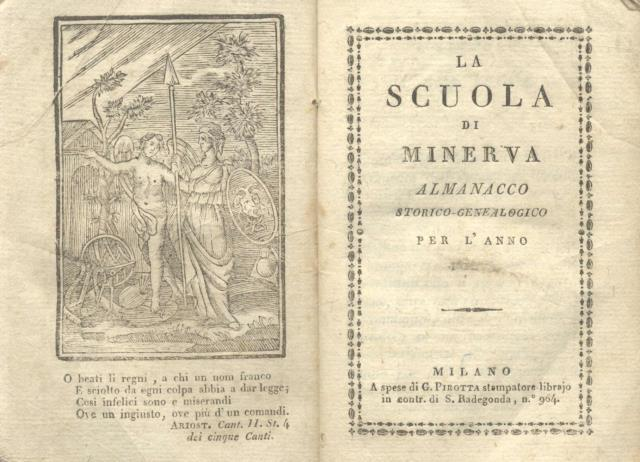 O beati li regni, a chi un uom franco
E sciolto da egni colpa abbia a dar legge;
Cosi infelici sono e miserandi
Ove un ingiusto, ove più d'un comandi.
ARIOST. Cant. II. St. 4
dei cinque Canti.
LA
SCUOLA
DI
MINERVA
ALMANACCO
STORICO-GENEALOGICO
PER L'ANNO
MILANO
A spese di G. PIROTTA stampatore-librajo
in contr. di S. Radegonda, n.º 964.